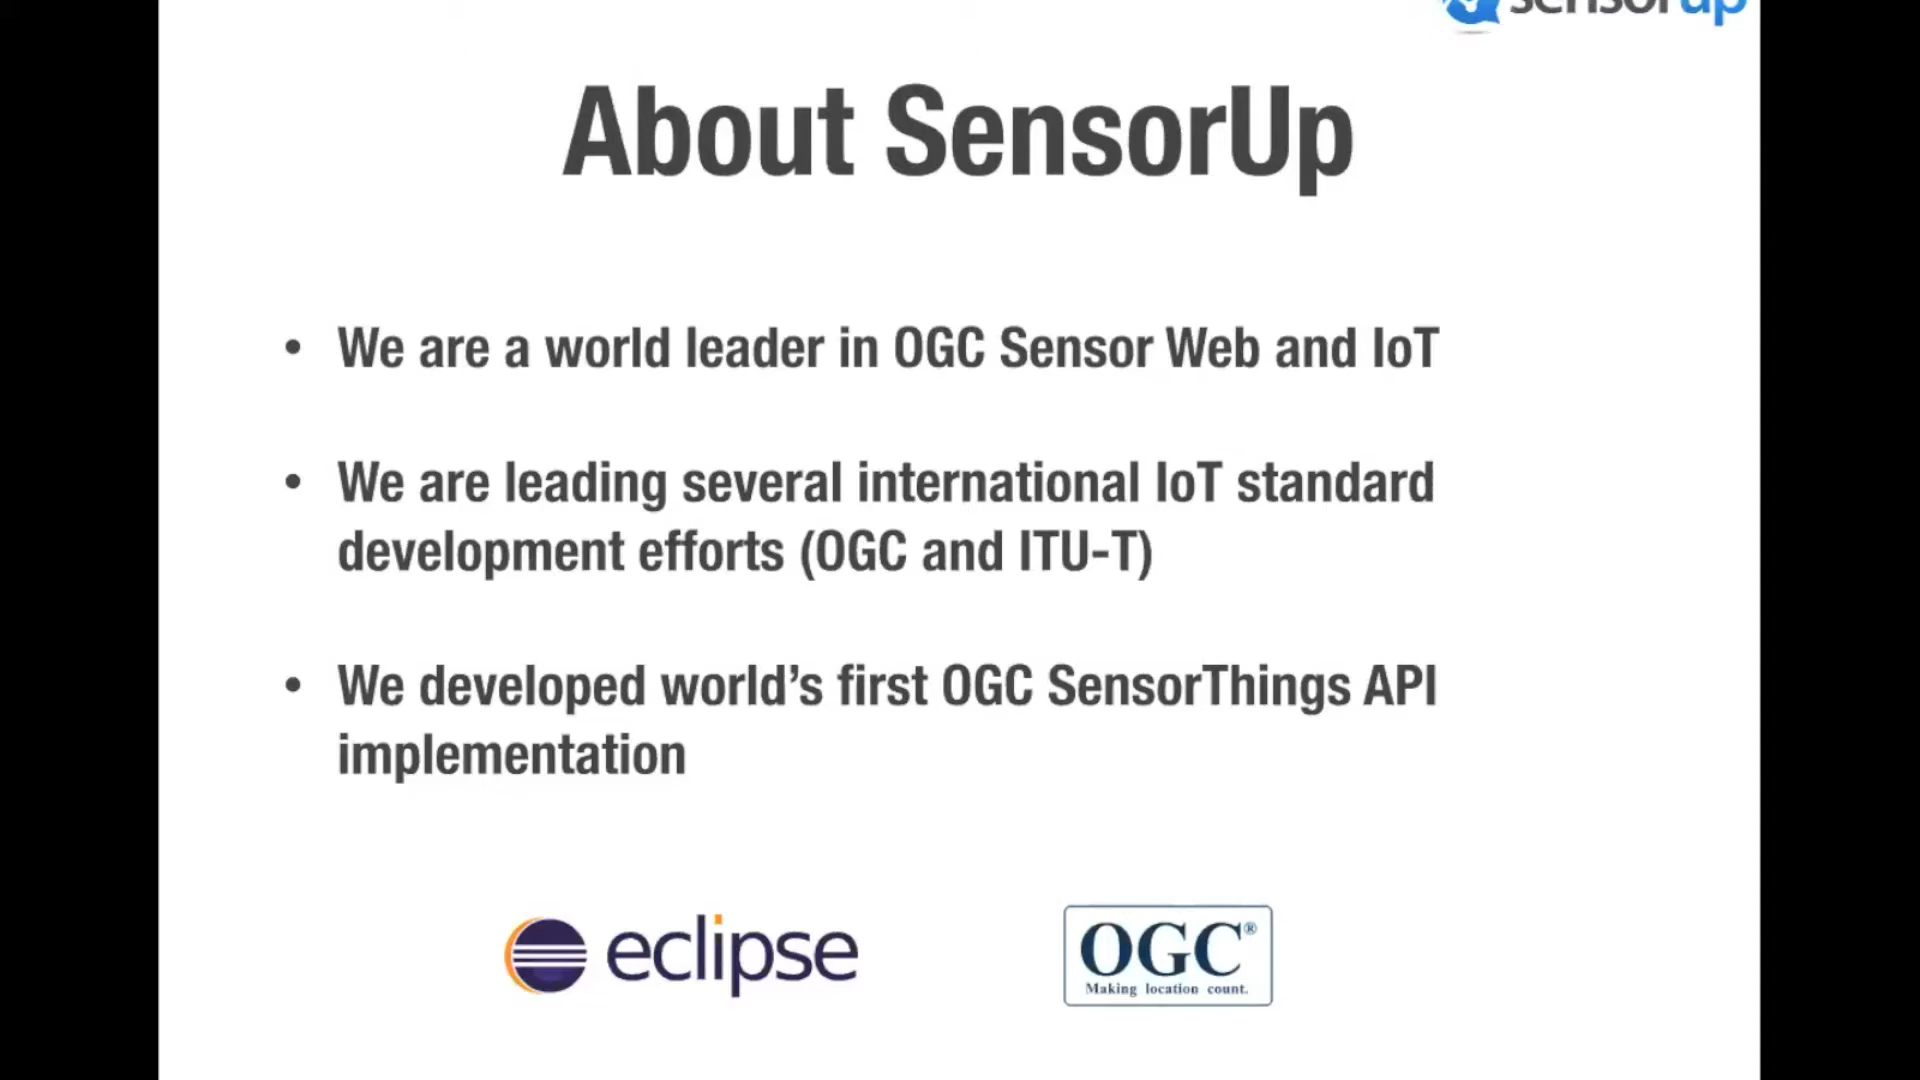 sensorup
About SensorUp
• We are a world leader in OGC Sensor Web and IoT
• We are leading several international IoT standard
development efforts (OGC and ITU-T)
• We developed world’s first OGC SensorThings API
implementation
eclipse
OGC®
Making location count.